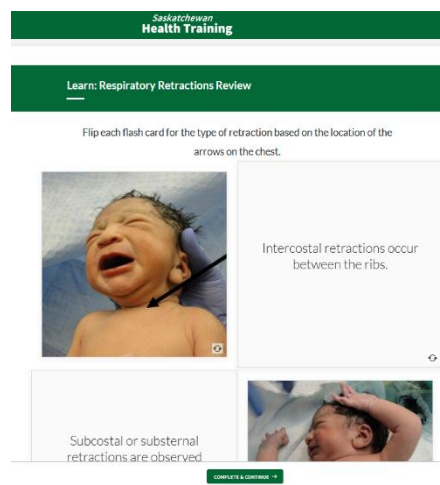 Saskatchewan
Health Training
Learn: Respiratory Retractions Review
Flip each flash card for the type of retraction based on the location of the
arrows on the chest.
Intercostal retractions occur
between the ribs.
Subcostal or substernal
retractions are observed
COMPLETE & CONTINUE →